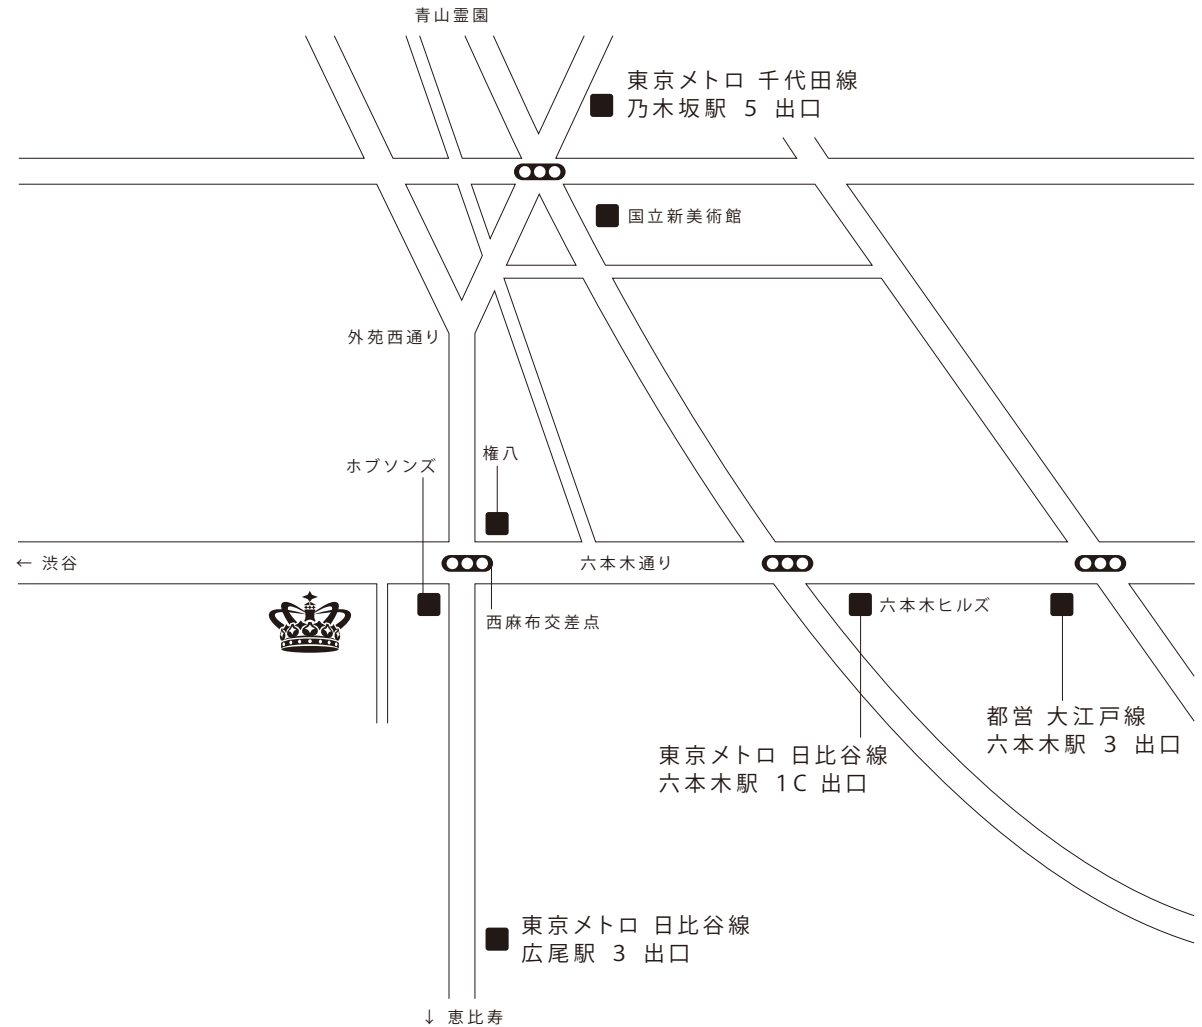 青山霊園
東京メトロ 千代田線
乃木坂駅 5 出口
国立新美術館
外苑西通り
権八
ホブソンズ
← 渋谷
六本木通り
六本木ヒルズ
西麻布交差点
都営 大江戸線
六本木駅 3 出口
東京メトロ 日比谷線
六本木駅 1C 出口
東京メトロ 日比谷線
広尾駅 3 出口
↓ 恵比寿